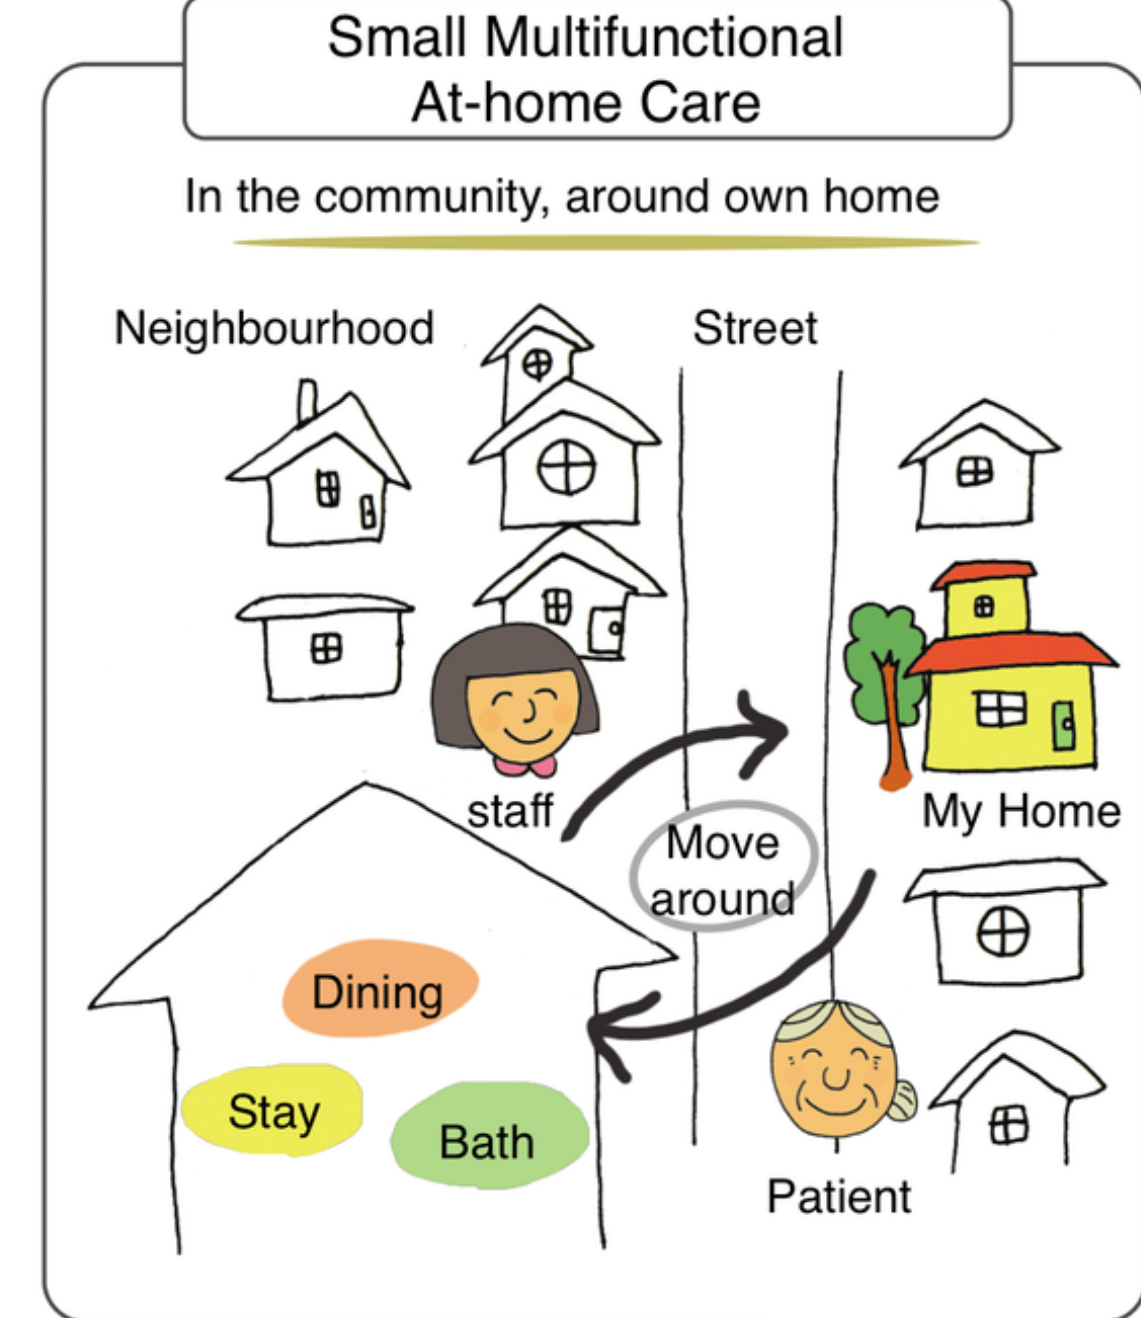 Small Multifunctional
At-home Care
In the community, around own home
Neighbourhood
Street
staff
My Home
Move
around
Dining
Stay
Bath
Patient